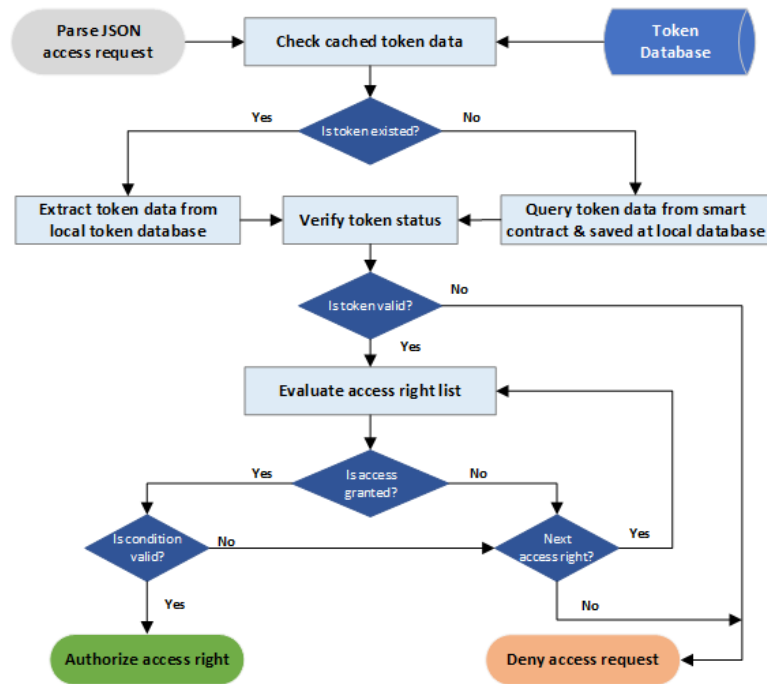 Parse JSON
access request
Check cached token data
Token
Database
Yes
Is token existed?
No
Extract token data from
local token database
Verify token status
Query token data from smart
contract & saved at local database
Is token valid?
No
Yes
Evaluate access right list
Yes
Is access
granted?
No
Is condition
valid?
No
Next
access right?
Yes
Yes
No
Authorize access right
Deny access request